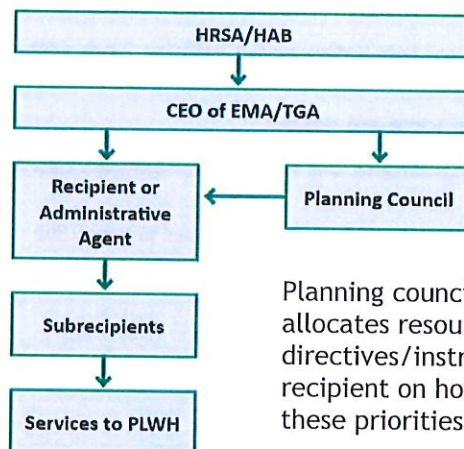 HRSA/HAB
CEO of EMA/TGA
Recipient or
Administrative
Agent
Planning Council
Subrecipients
Services to PLWH
Planning counci
allocates resou
directives/instr
recipient on ho
these priorities